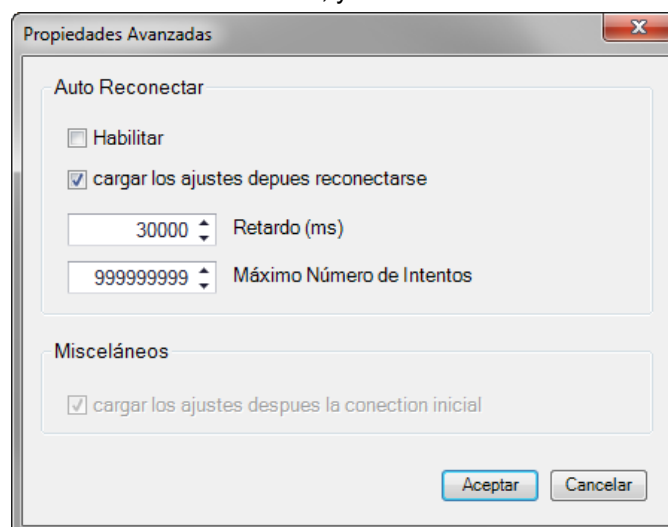 Propiedades Avanzadas
Auto Reconectar
Habilitar
cargar los ajustes depues reconectarse
30000 Retardo (ms)
999999999 Máximo Número de Intentos
Misceláneos
cargar los ajustes despues la conection inicial
Aceptar Cancelar